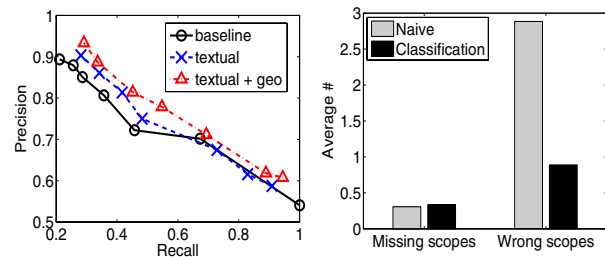 1
0.9
0.8
0.7
0.6
0.5
0.2
0.4
0.6
0.8
1
Precision
Recall
baseline
textual
textual + geo
3
2.5
2
1.5
1
0.5
0
Average #
Naive
Classification
Missing scopes
Wrong scopes